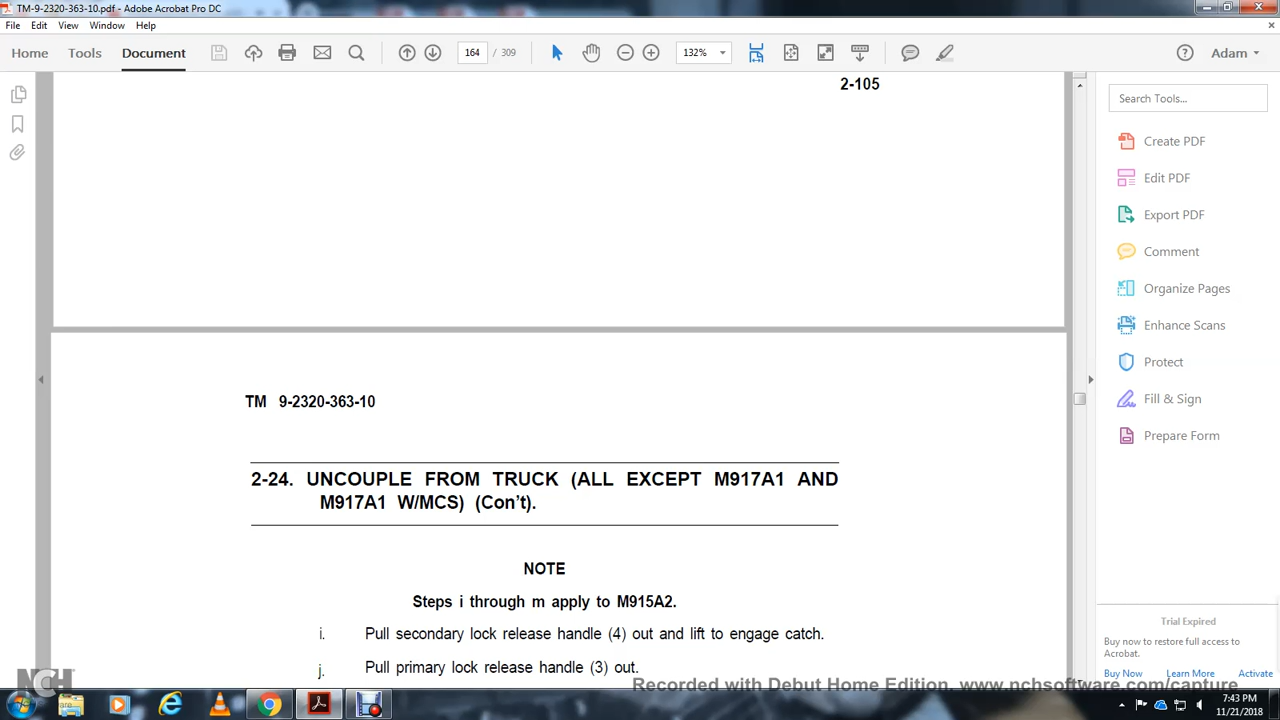 TM-9-2320-363-10.pdf - Adobe Acrobat Pro DC
File Edit View Window Help
Home Tools Document 164 / 309 132% Adam
2-105
TM 9-2320-363-10
2-24. UNCOUPLE FROM TRUCK (ALL EXCEPT M917A1 AND
M917A1 W/MCS) (Con't).
NOTE
Steps i through m apply to M915A2.
i. Pull secondary lock release handle (4) out and lift to engage catch.
j. Pull primary lock release handle (3) out.
Search Tools...
Create PDF
Edit PDF
Export PDF
Comment
Organize Pages
Enhance Scans
Protect
Fill & Sign
Prepare Form
Trial Expired
Buy now to restore full access to
Acrobat.
Buy Now Learn More Activate
NCH
Recorded with Debut Home Edition. www.nchsoftware.com/capture
7:43 PM
11/21/2018